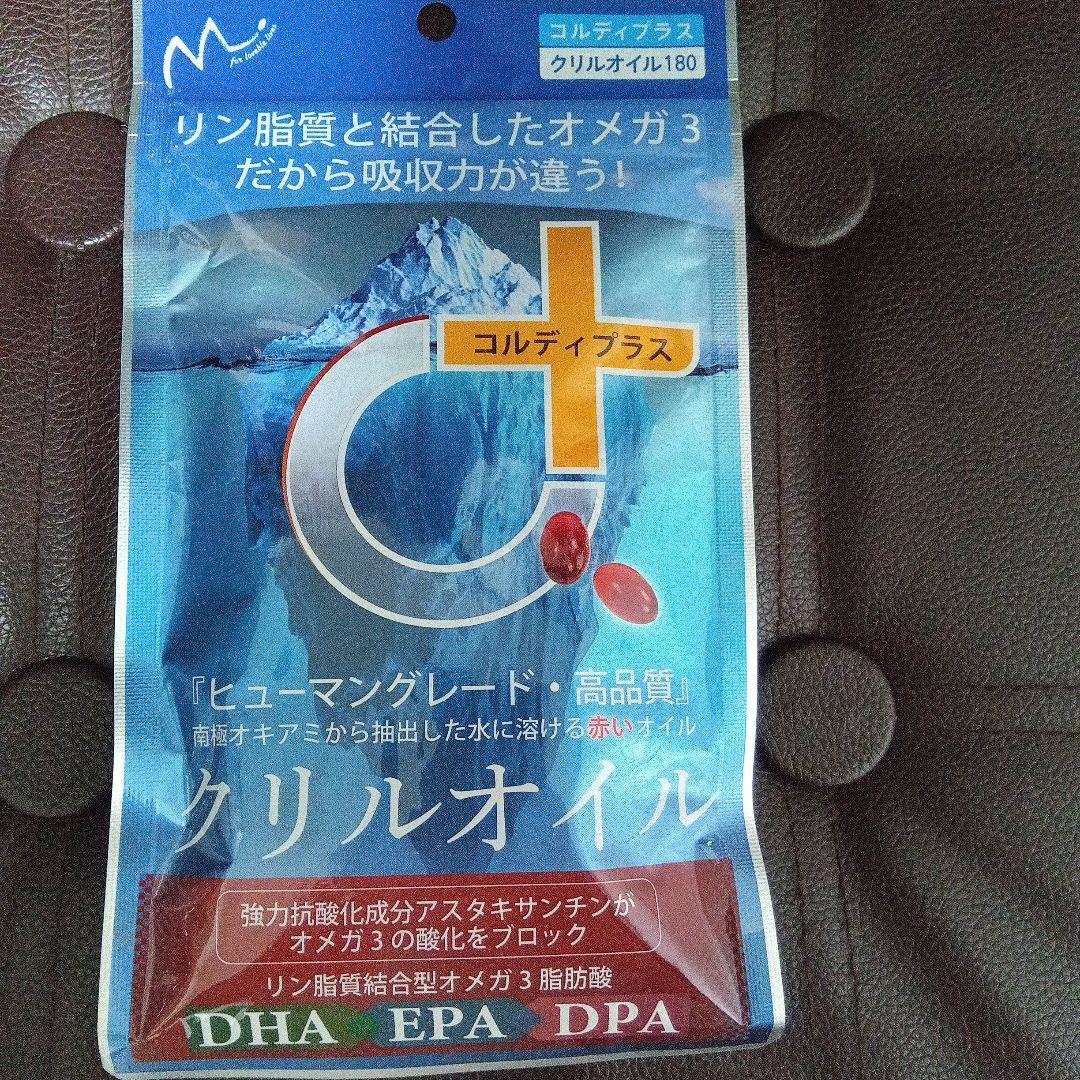 M
for lovable lives
コルディプラス
クリルオイル180
リン脂質と結合したオメガ3
だから吸収力が違う!
コルディプラス
『ヒューマングレード・高品質』
南極オキアミから抽出した水に溶ける赤いオイル
クリルオイル
強力抗酸化成分アスタキサンチンが
オメガ3の酸化をブロック
リン脂質結合型オメガ3脂肪酸
DHA EPA DPA